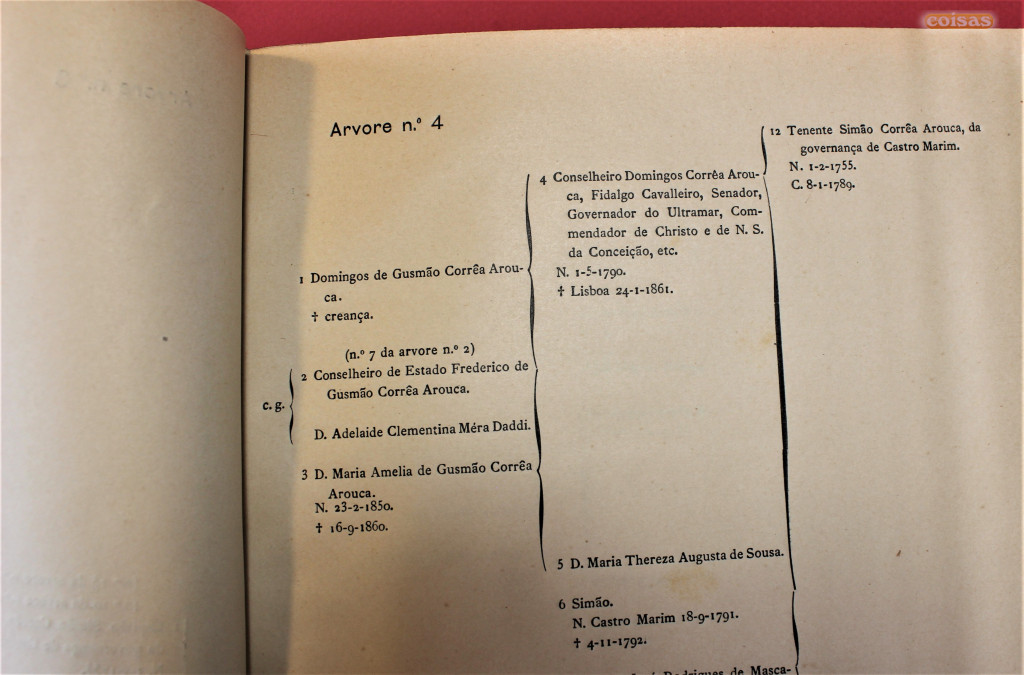 coisas
Arvore n.º 4
1 Domingos de Gusmão Corrêa Arou-
ca.
† creança.
(n.º 7 da arvore n.º 2)
c. g.
2 Conselheiro de Estado Frederico de
Gusmão Corrêa Arouca.
D. Adelaide Clementina Méra Daddi.
3 D. Maria Amelia de Gusmão Corrêa
Arouca.
N. 23-2-1850.
† 16-9-1860.
4 Conselheiro Domingos Corrêa Arou-
ca, Fidalgo Cavalleiro, Senador,
Governador do Ultramar, Com-
mendador de Christo e de N. S.
da Conceição, etc.
N. 1-5-1790.
† Lisboa 24-1-1861.
5 D. Maria Thereza Augusta de Sousa.
6 Simão.
N. Castro Marim 18-9-1791.
† 4-11-1792.
Rodrigues de Masca-
12 Tenente Simão Corrêa Arouca, da
governança de Castro Marim.
N. 1-2-1755.
C. 8-1-1789.